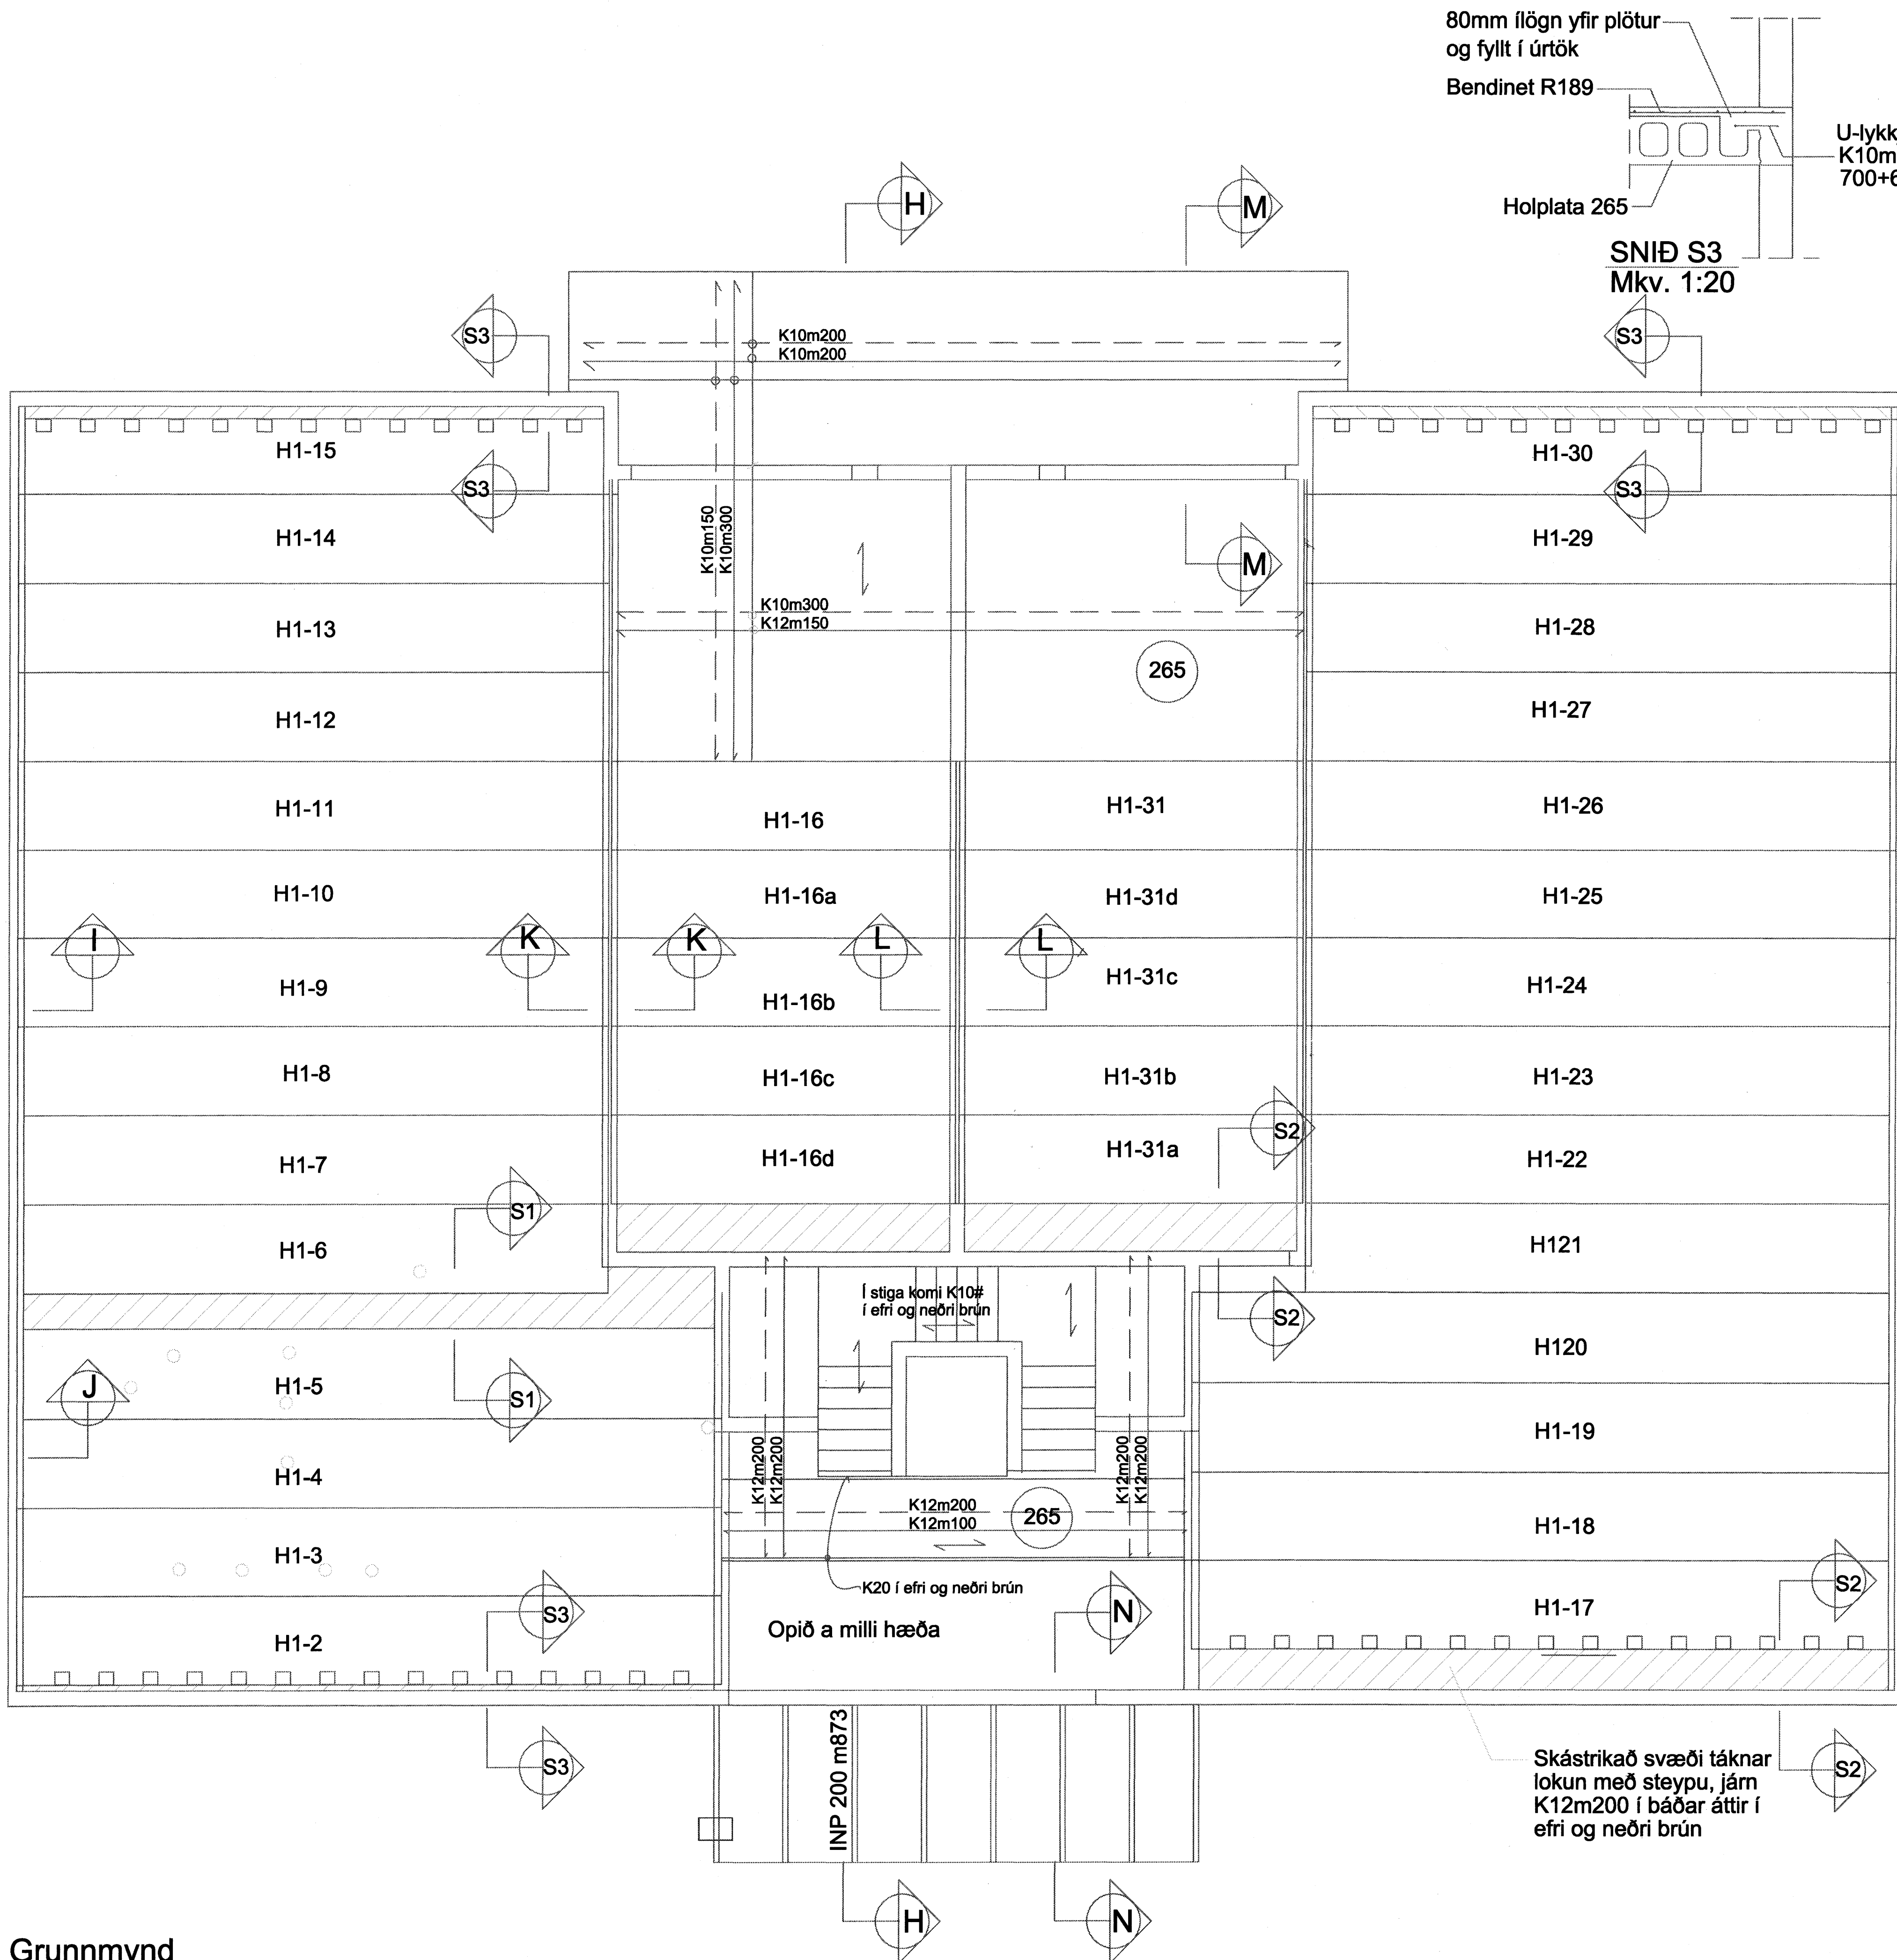 80mm ílögn yfir plötur
og fyllt í úrtök
Bendinet R189
U-lykk
K10m
700+6
Holplata 265
SNIÐ S3
Mkv. 1:20
H
M
S3
S3
K10m200
K10m200
H1-15
H1-30
S3
S3
H1-14
H1-29
K10m150
K10m300
M
K10m300
K12m150
H1-13
H1-28
265
H1-12
H1-27
H1-11
H1-16
H1-31
H1-26
H1-10
H1-16a
H1-31d
H1-25
I
K
K
L
L
H1-9
H1-16b
H1-31c
H1-24
H1-8
H1-16c
H1-31b
H1-23
S2
H1-7
H1-16d
H1-31a
H1-22
S1
H1-6
H121
Í stiga komi K10#
í efri og neðri brún
S2
H120
J
H1-5
S1
H1-19
H1-4
K12m200
K12m200
K12m200
K12m200
K12m200
K12m100
265
H1-18
H1-3
K20 í efri og neðri brún
S3
N
S2
H1-17
Opið a milli hæða
H1-2
INP 200 m873
S3
S2
Skástrikað svæði táknar
lokun með steypu, járn
K12m200 í báðar áttir í
efri og neðri brún
H
N
Grunnmynd